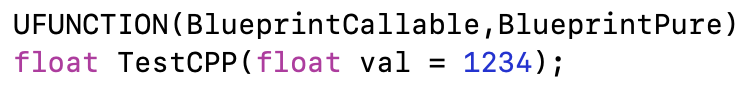 UFUNCTION(BlueprintCallable,BlueprintPure)
float TestCPP(float val = 1234);